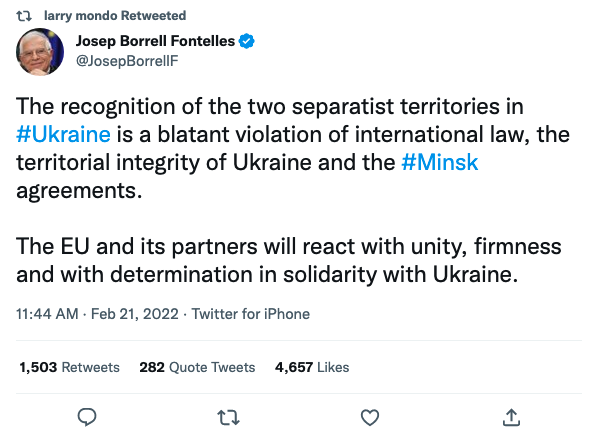 larry mondo Retweeted
Josep Borrell Fontelles
@JosepBorrellF
The recognition of the two separatist territories in
#Ukraine is a blatant violation of international law, the
territorial integrity of Ukraine and the #Minsk
agreements.
The EU and its partners will react with unity, firmness
and with determination in solidarity with Ukraine.
11:44 AM · Feb 21, 2022 · Twitter for iPhone
1,503 Retweets 282 Quote Tweets 4,657 Likes